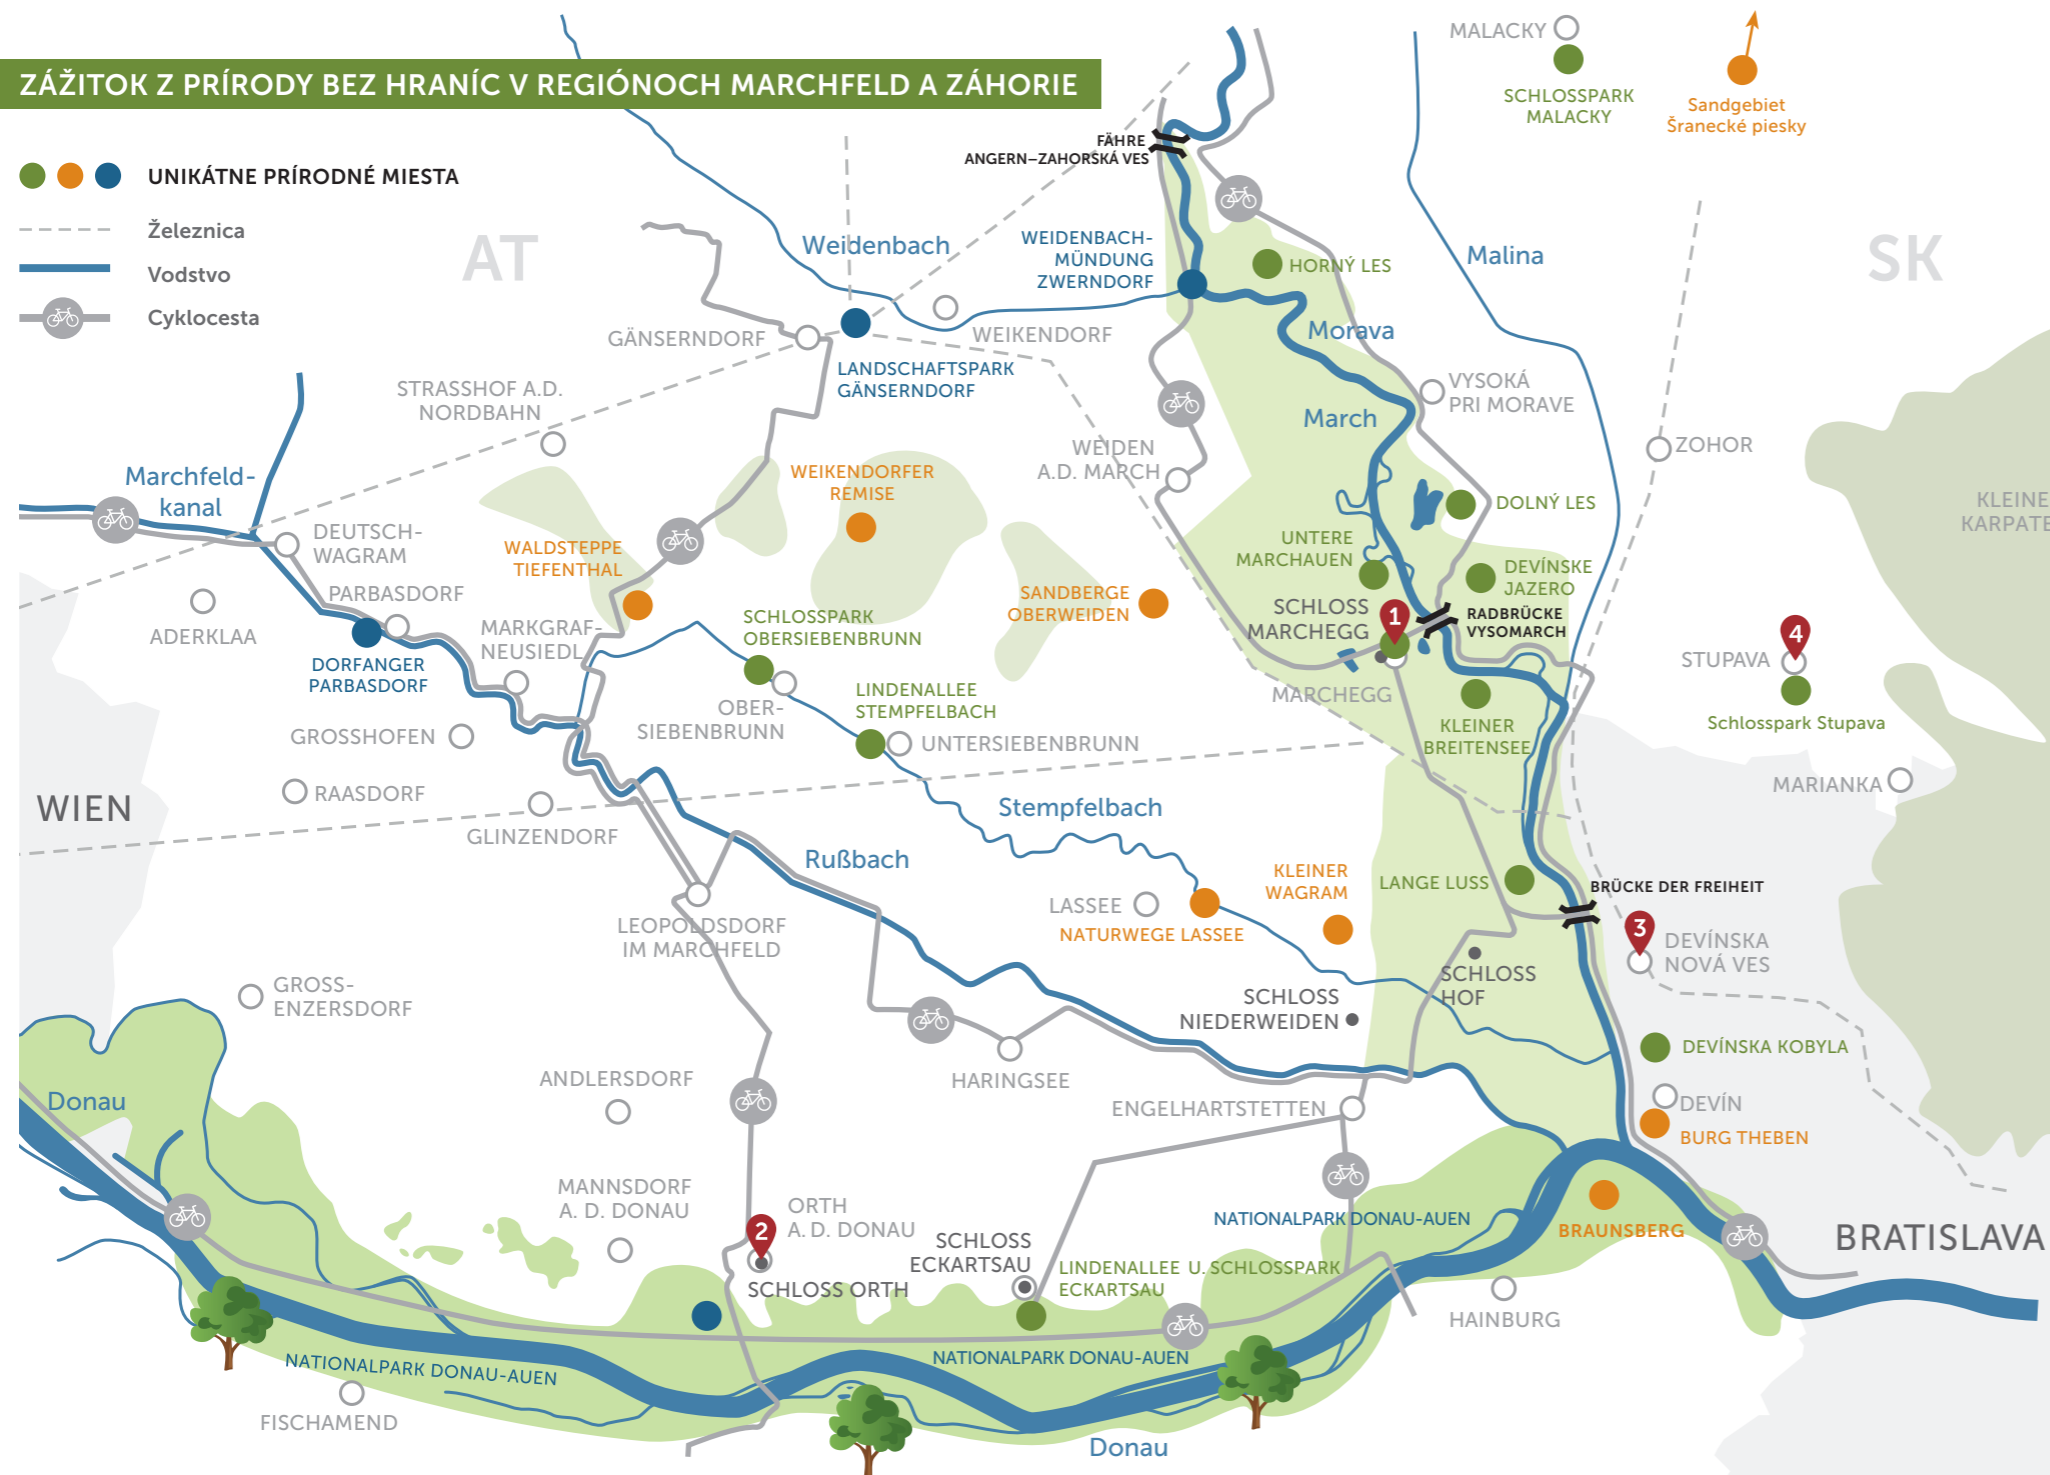 MALACKY
SCHLOSSPARK
MALACKY
Sandgebiet
Šranecké piesky
ZÁŽITOK Z PRÍRODY BEZ HRANÍC V REGIÓNOCH MARCHFELD A ZÁHORIE
UNIKÁTNE PRÍRODNÉ MIESTA
Železnica
Vodstvo
Cyklocesta
AT
SK
FÄHRE
ANGERN–ZAHORSKÁ VES
Weidenbach
WEIDENBACH-
MÜNDUNG
ZWERNDORF
HORNÝ LES
Malina
GÄNSERNDORF
WEIKENDORF
Morava
LANDSCHAFTSPARK
GÄNSERNDORF
STRASSHOF A.D.
NORDBAHN
VYSOKÁ
PRI MORAVE
March
WEIDEN
A.D. MARCH
ZOHOR
Marchfeld-
kanal
WEIKENDORFER
REMISE
DOLNÝ LES
KLEINE
KARPATE
DEUTSCH-
WAGRAM
WALDSTEPPE
TIEFENTHAL
UNTERE
MARCHAUEN
DEVÍNSKE
JAZERO
PARBASDORF
ADERKLAA
SANDBERGE
OBERWEIDEN
SCHLOSS
MARCHEGG
1
RADBRÜCKE
VYSOMARCH
4
MARKGRAF-
NEUSIEDL
SCHLOSSPARK
OBERSIEBENBRUNN
DORFANGER
PARBASDORF
STUPAVA
MARCHEGG
Schlosspark Stupava
OBER-
SIEBENBRUNN
LINDENALLEE
STEMPFELBACH
KLEINER
BREITENSEE
GROSSHOFEN
UNTERSIEBENBRUNN
RAASDORF
MARIANKA
WIEN
GLINZENDORF
Stempfelbach
Rußbach
KLEINER
WAGRAM
LANGE LUSS
BRÜCKE DER FREIHEIT
LASSEE
NATURWEGE LASSEE
LEOPOLDSDORF
IM MARCHFELD
3
DEVÍNSKA
NOVÁ VES
SCHLOSS
HOF
GROSS-
ENZERSDORF
SCHLOSS
NIEDERWEIDEN
DEVÍNSKA KOBYLA
ANDLERSDORF
HARINGSEE
ENGELHARTSTETTEN
DEVÍN
BURG THEBEN
Donau
MANNSDORF
A. D. DONAU
2
ORTH
A. D. DONAU
SCHLOSS ORTH
SCHLOSS
ECKARTSAU
NATIONALPARK DONAU-AUEN
BRAUNSBERG
BRATISLAVA
LINDENALLEE U. SCHLOSSPARK
ECKARTSAU
HAINBURG
NATIONALPARK DONAU-AUEN
NATIONALPARK DONAU-AUEN
FISCHAMEND
Donau